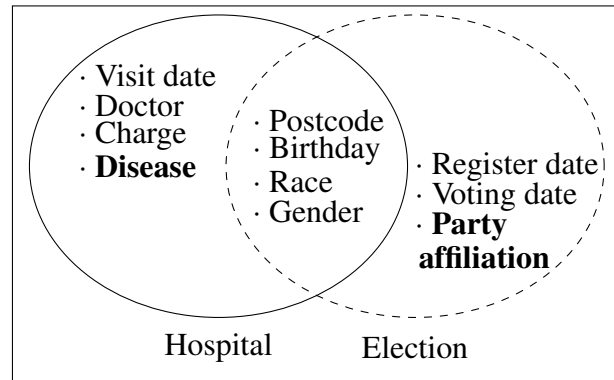 · Visit date
· Doctor
· Charge
· Disease
· Postcode
· Birthday
· Race
· Gender
· Register date
· Voting date
· Party
affiliation
Hospital
Election